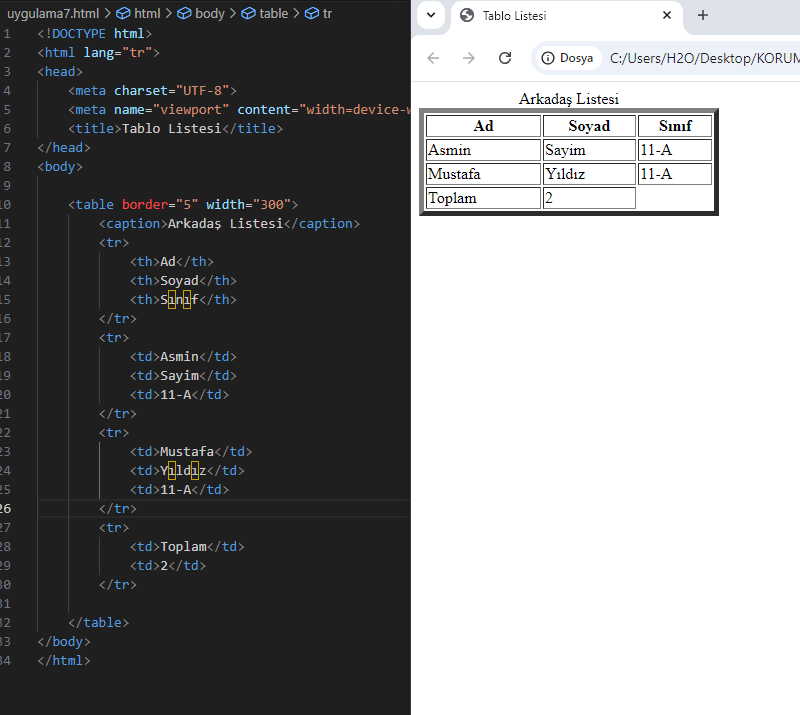 uygulama7.html > html > body > table > tr
1 <!DOCTYPE html>
2 <html lang="tr">
3 <head>
4 <meta charset="UTF-8">
5 <meta name="viewport" content="width=device-w
6 <title>Tablo Listesi</title>
7 </head>
8 <body>
9
10 <table border="5" width="300">
11 <caption>Arkadaş Listesi</caption>
12 <tr>
13 <th>Ad</th>
14 <th>Soyad</th>
15 <th>Sınıf</th>
16 </tr>
17 <tr>
18 <td>Asmin</td>
19 <td>Sayim</td>
20 <td>11-A</td>
21 </tr>
22 <tr>
23 <td>Mustafa</td>
24 <td>Yıldız</td>
25 <td>11-A</td>
26 </tr>
27 <tr>
28 <td>Toplam</td>
29 <td>2</td>
30 </tr>
31
32 </table>
33 </body>
34 </html>
Tablo Listesi
Dosya C:/Users/H2O/Desktop/KORUM
Arkadaş Listesi
Ad Soyad Sınıf
Asmin Sayim 11-A
Mustafa Yıldız 11-A
Toplam 2